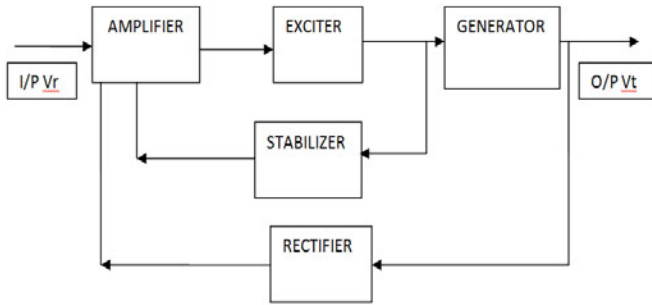 AMPLIFIER
EXCITER
GENERATOR
I/P Vr
O/P Vt
STABILIZER
RECTIFIER